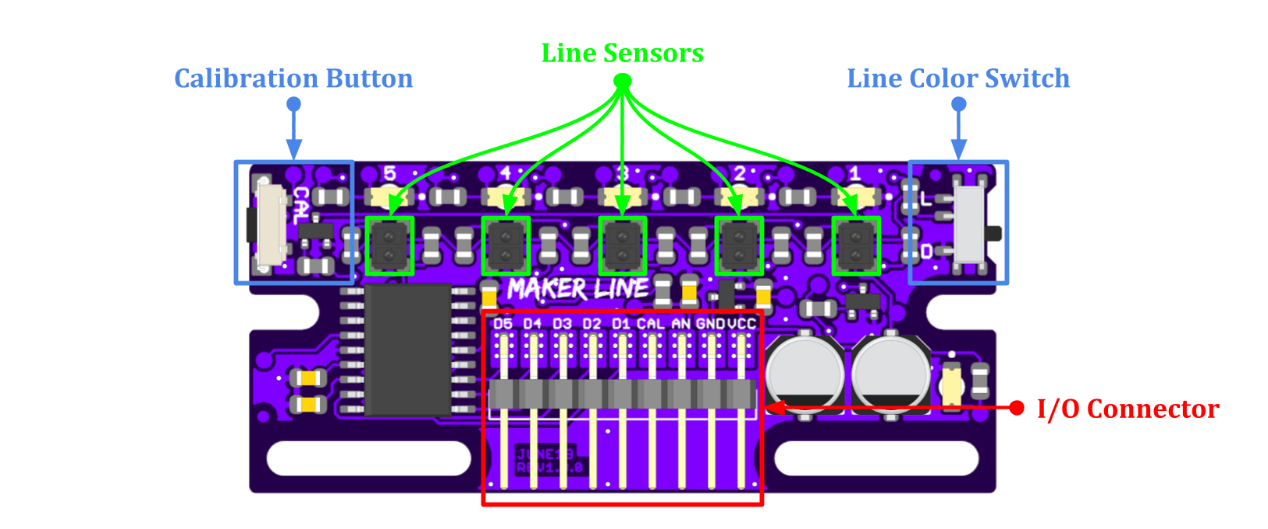 Line Sensors
Calibration Button
Line Color Switch
5 4 3 2 1
CAL
L
D
MAKER LINE
D5 D4 D3 D2 D1 CAL AN GND VCC
I/O Connector